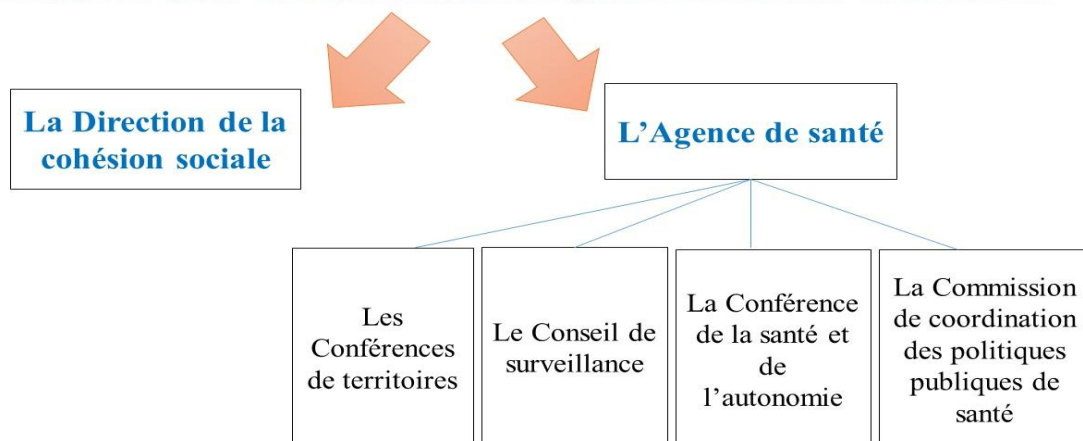 La Direction de la
cohésion sociale
L’Agence de santé
Les
Conférences
de territoires
Le Conseil de
surveillance
La Conférence
de la santé et
de
l’autonomie
La Commission
de coordination
des politiques
publiques de
santé